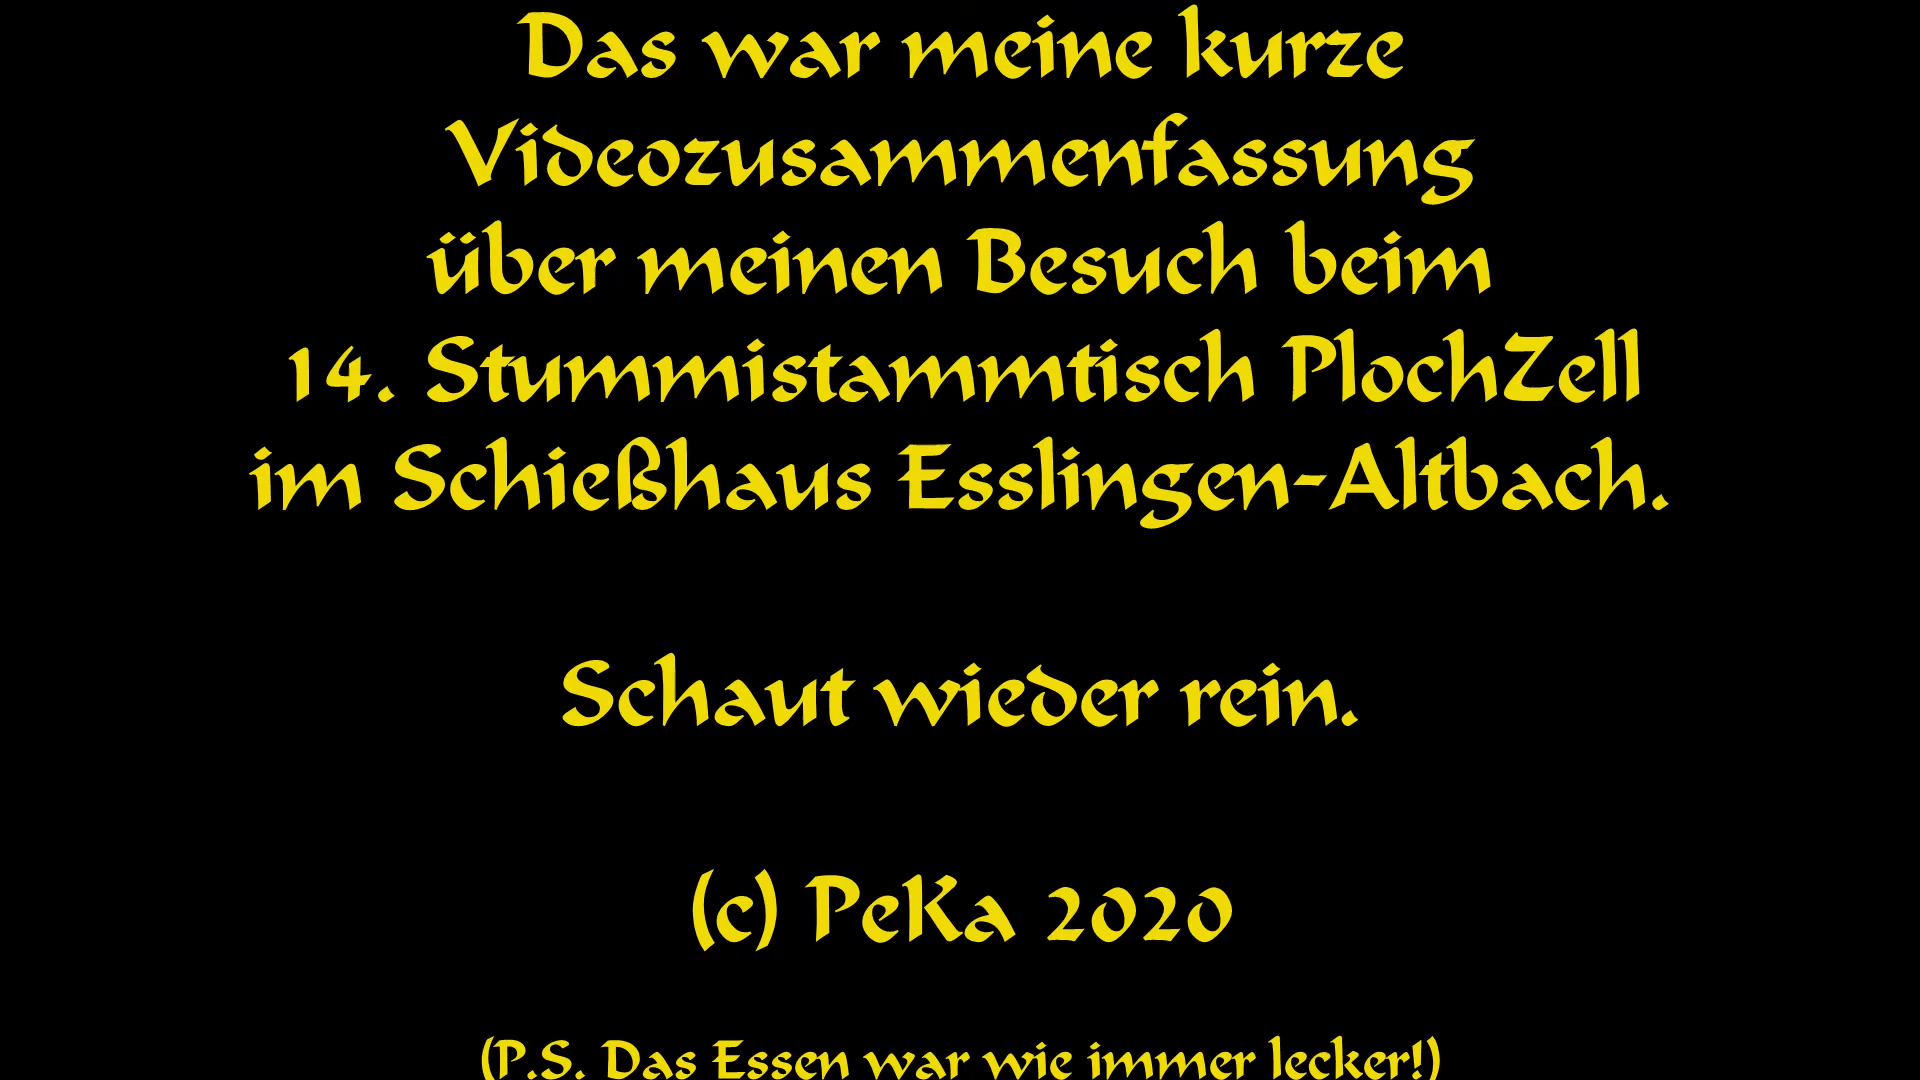 Das war meine kurze
Videozusammenfassung
über meinen Besuch beim
14. Stummistammtisch PlochZell
im Schießhaus Esslingen-Altbach.
Schaut wieder rein.
(c) PeKa 2020
(P.S. Das Essen war wie immer lecker!)